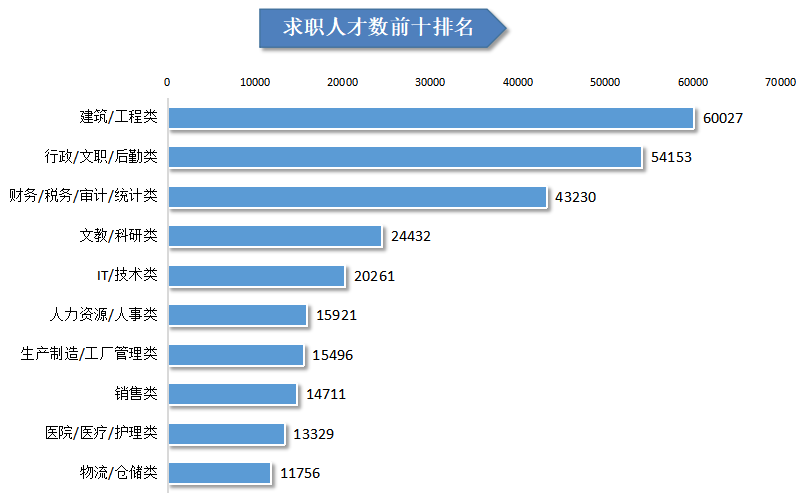 求职人才数前十排名
0 10000 20000 30000 40000 50000 60000 70000
建筑/工程类 60027
行政/文职/后勤类 54153
财务/税务/审计/统计类 43230
文教/科研类 24432
IT/技术类 20261
人力资源/人事类 15921
生产制造/工厂管理类 15496
销售类 14711
医院/医疗/护理类 13329
物流/仓储类 11756